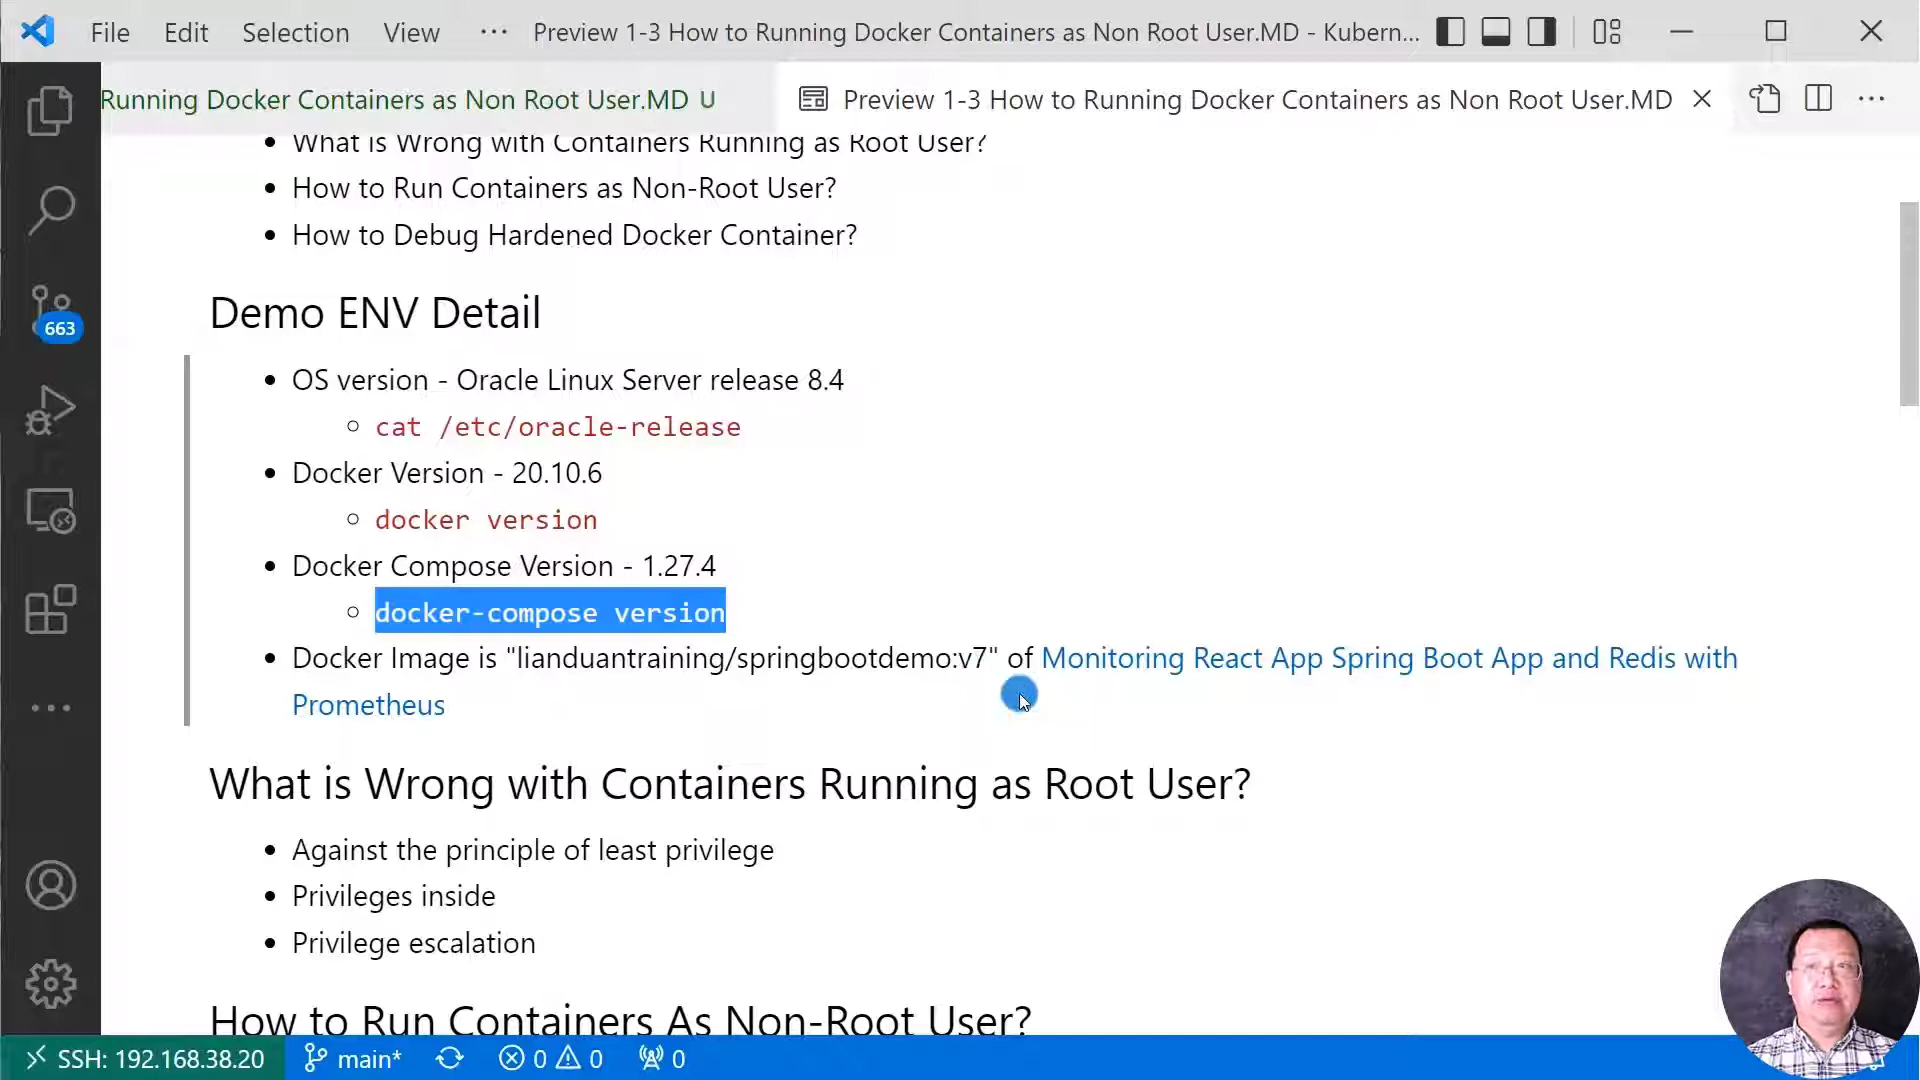 File Edit Selection View ··· Preview 1-3 How to Running Docker Containers as Non Root User.MD - Kubern...
Running Docker Containers as Non Root User.MD U
Preview 1-3 How to Running Docker Containers as Non Root User.MD
What is Wrong with Containers Running as Root User?
How to Run Containers as Non-Root User?
How to Debug Hardened Docker Container?
Demo ENV Detail
OS version - Oracle Linux Server release 8.4
cat /etc/oracle-release
Docker Version - 20.10.6
docker version
Docker Compose Version - 1.27.4
docker-compose version
Docker Image is "lianduantraining/springbootdemo:v7" of Monitoring React App Spring Boot App and Redis with
Prometheus
What is Wrong with Containers Running as Root User?
Against the principle of least privilege
Privileges inside
Privilege escalation
How to Run Containers As Non-Root User?
663
SSH: 192.168.38.20 main* 0 0 0